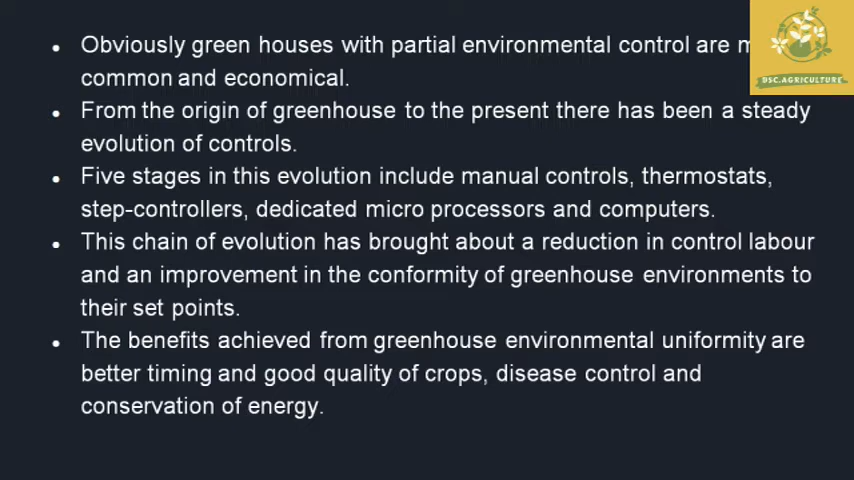 • Obviously green houses with partial environmental control are
common and economical.
• From the origin of greenhouse to the present there has been a steady
evolution of controls.
• Five stages in this evolution include manual controls, thermostats,
step-controllers, dedicated micro processors and computers.
• This chain of evolution has brought about a reduction in control labour
and an improvement in the conformity of greenhouse environments to
their set points.
• The benefits achieved from greenhouse environmental uniformity are
better timing and good quality of crops, disease control and
conservation of energy.
DSC.AGRICULTURE